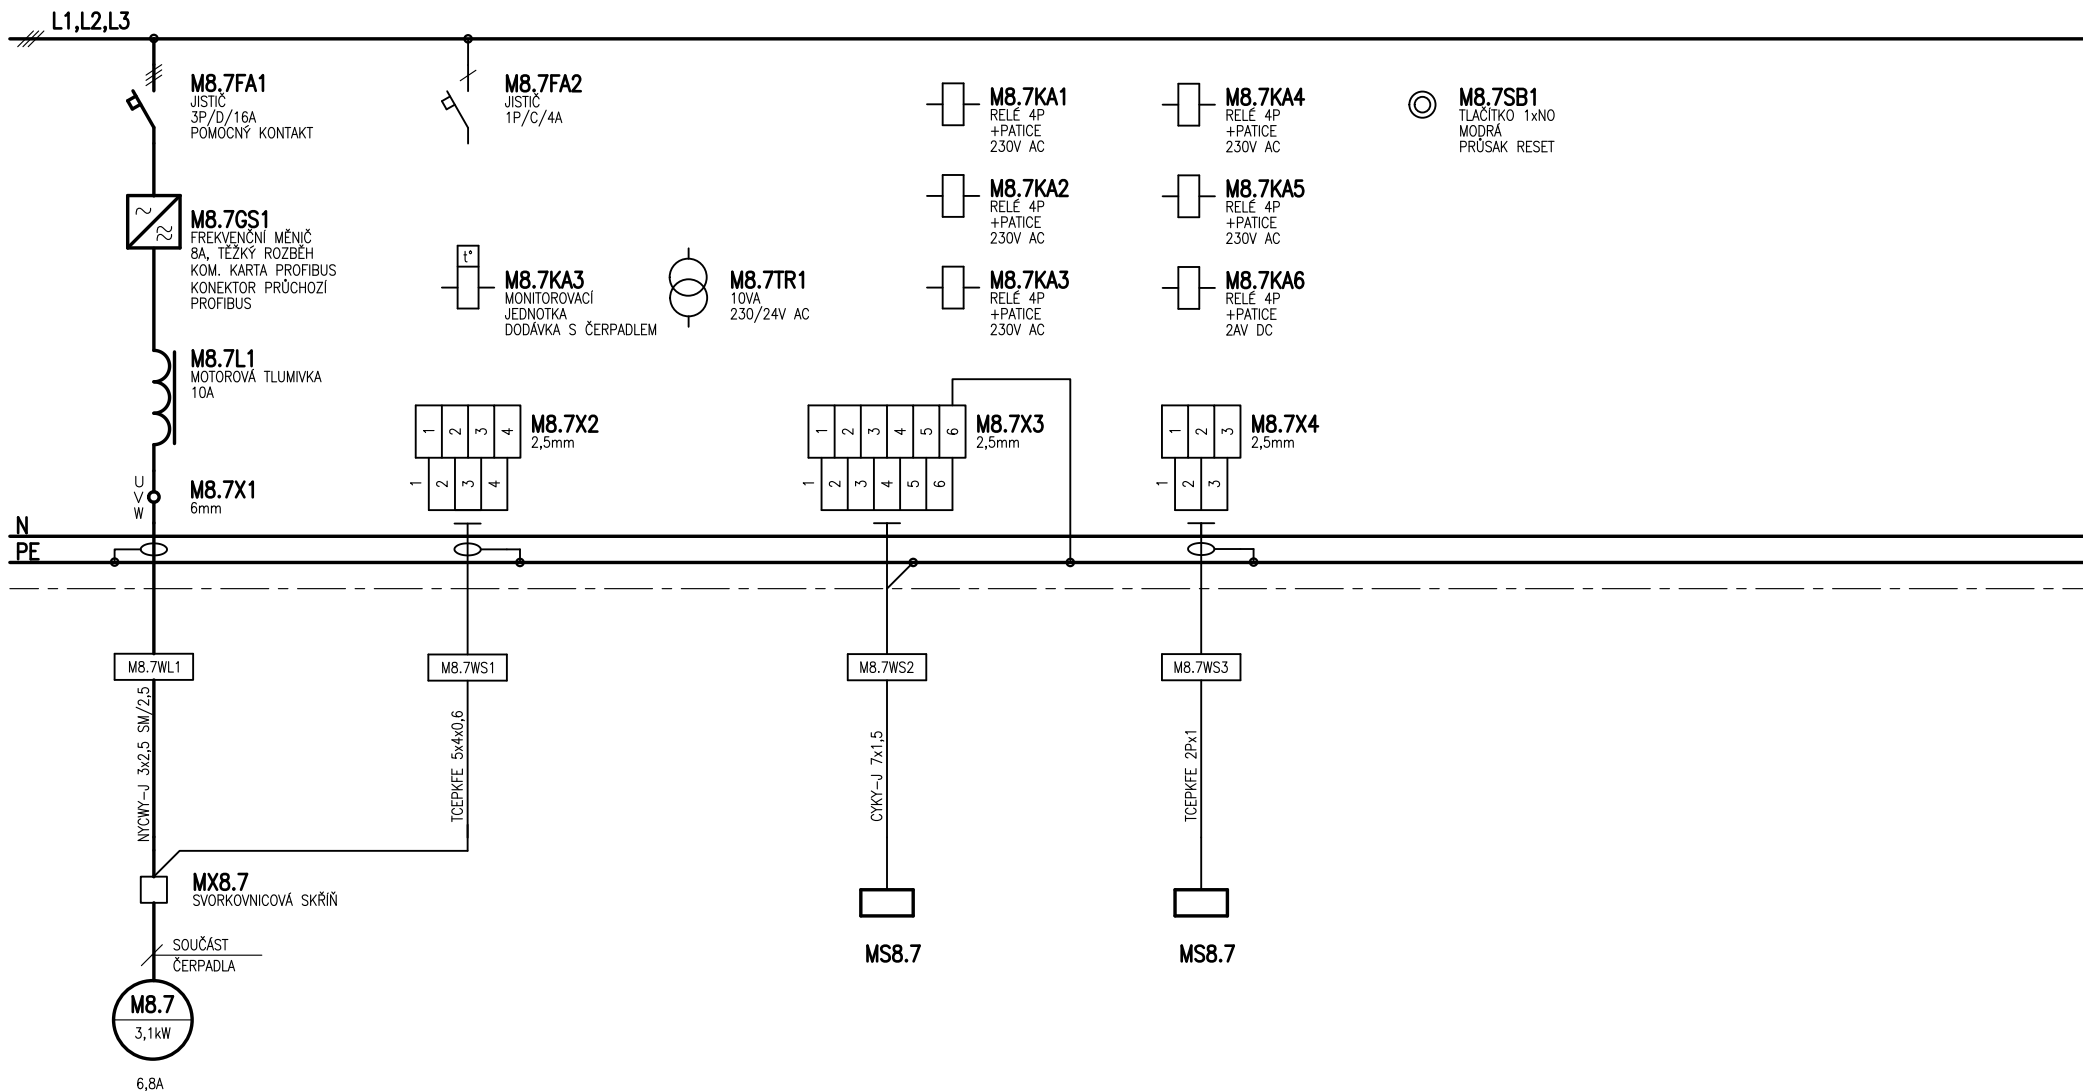 L1,L2,L3
M8.7FA1
JISTIČ
3P/D/16A
POMOCNÝ KONTAKT
M8.7FA2
JISTIČ
1P/C/4A
M8.7KA1
RELÉ 4P
+PATICE
230V AC
M8.7KA4
RELÉ 4P
+PATICE
230V AC
M8.7SB1
TLAČÍTKO 1xNO
MODRÁ
PRŮSAK RESET
M8.7KA2
RELÉ 4P
+PATICE
230V AC
M8.7KA5
RELÉ 4P
+PATICE
230V AC
M8.7GS1
FREKVENČNÍ MĚNIČ
8A, TĚŽKÝ ROZBĚH
KOM. KARTA PROFIBUS
KONEKTOR PRŮCHOZÍ
PROFIBUS
t°
M8.7KA3
MONITOROVACÍ
JEDNOTKA
DODÁVKA S ČERPADLEM
M8.7TR1
10VA
230/24V AC
M8.7KA3
RELÉ 4P
+PATICE
230V AC
M8.7KA6
RELÉ 4P
+PATICE
2AV DC
M8.7L1
MOTOROVÁ TLUMIVKA
10A
1 2 3 4
M8.7X2
2,5mm
1 2 3 4
1 2 3 4 5 6
M8.7X3
2,5mm
1 2 3 4 5 6
1 2 3
M8.7X4
2,5mm
1 2 3
U
V
W
M8.7X1
6mm
N
PE
M8.7WL1
M8.7WS1
M8.7WS2
M8.7WS3
NYCWY-J 3x2,5 SM/2,5
TCEPKFE 5x4x0,6
CYKY-J 7x1,5
TCEPKFE 2Px1
MX8.7
SVORKOVNICOVÁ SKŘÍŇ
SOUČÁST
ČERPADLA
MS8.7
MS8.7
M8.7
3,1kW
6,8A